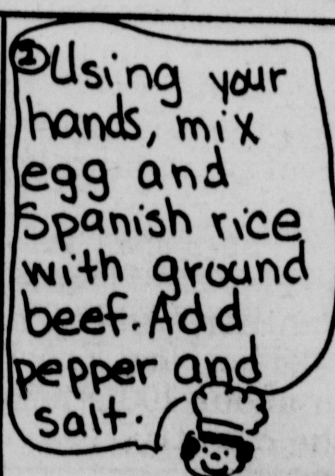 ② Using your
hands, mix
egg and
Spanish rice
with ground
beef. Add
pepper and
salt.